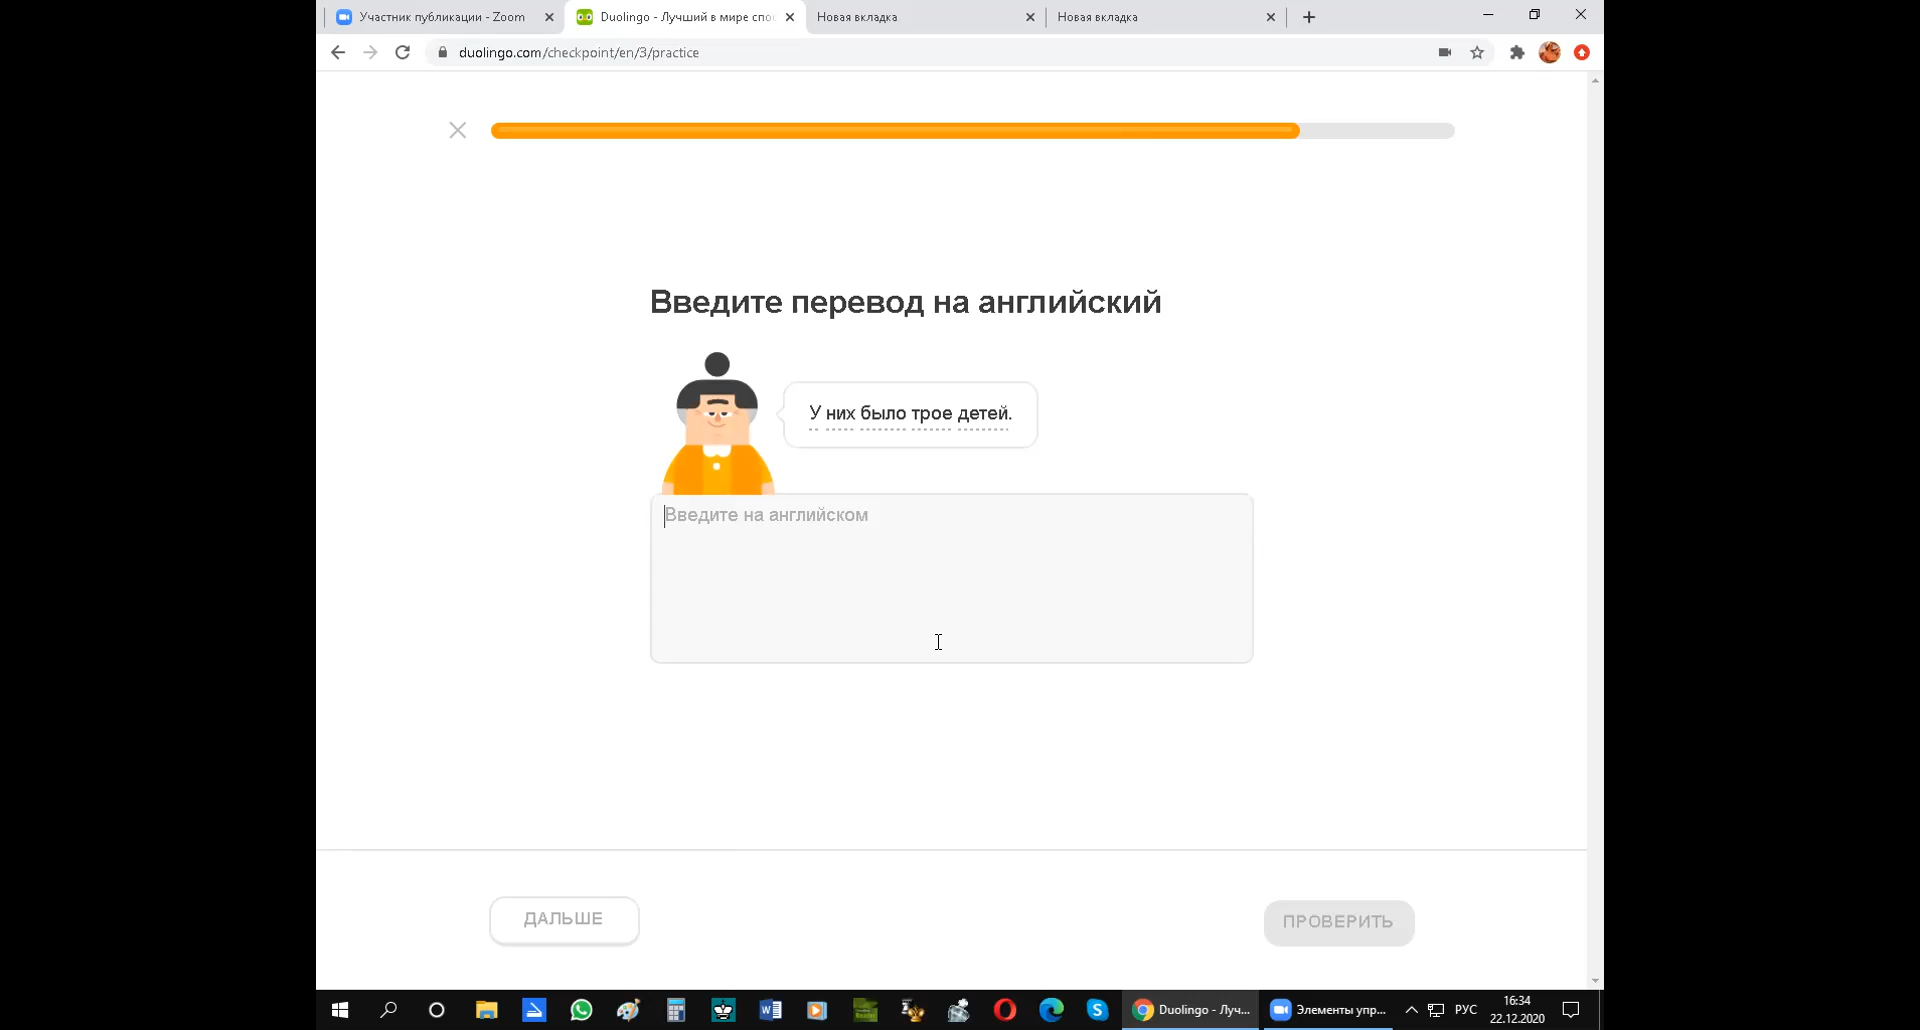 Участник публикации - Zoom
Duolingo - Лучший в мире спо
Новая вкладка
Новая вкладка
duolingo.com/checkpoint/en/3/practice
Введите перевод на английский
У них было трое детей.
Введите на английском
ДАЛЬШЕ
ПРОВЕРИТЬ
Duolingo - Луч...
Элементы упр...
РУС
16:34
22.12.2020